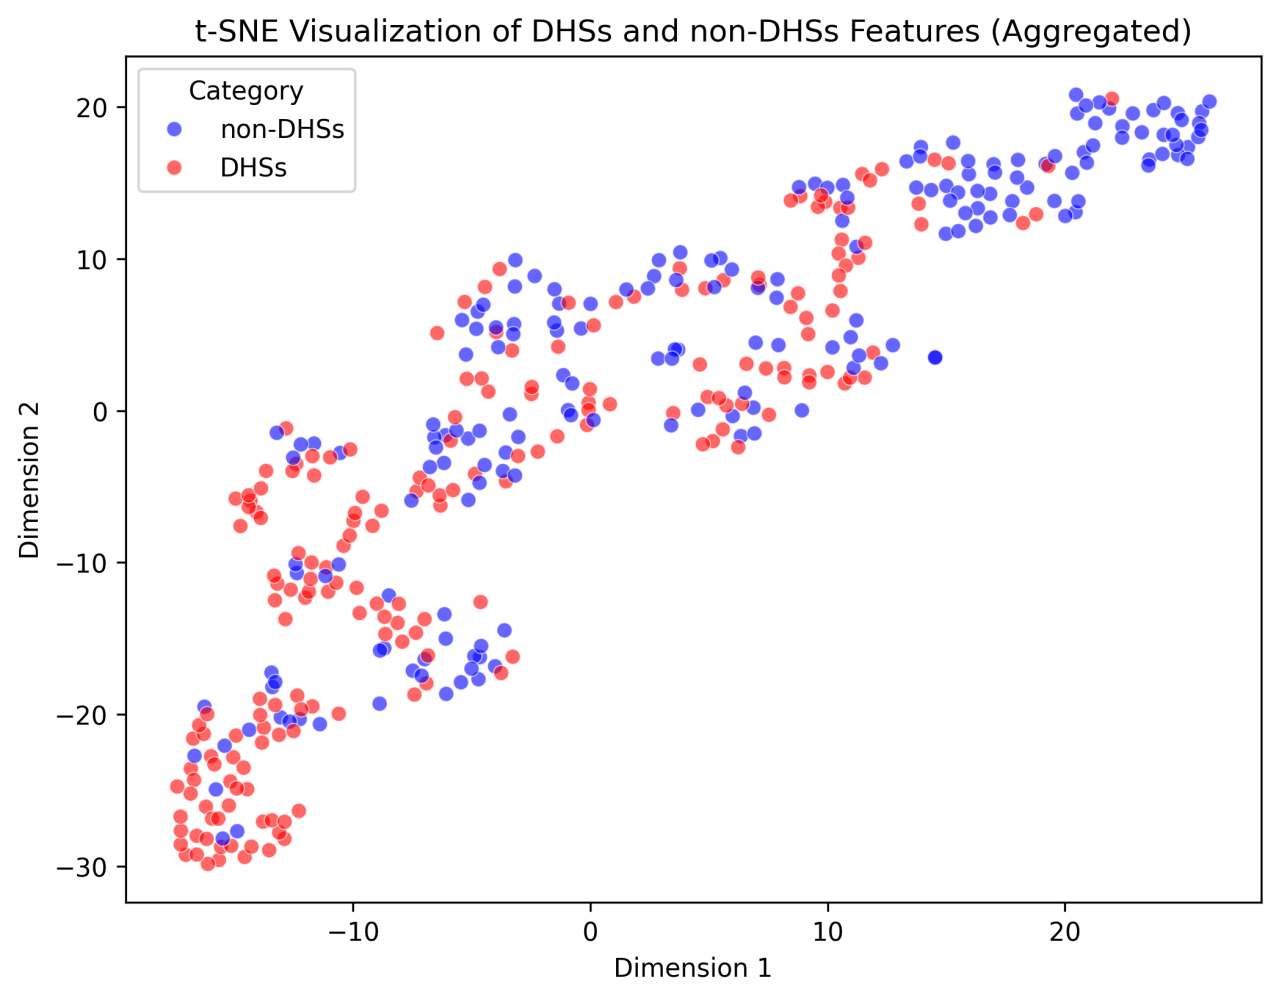 t-SNE Visualization of DHSs and non-DHSs Features (Aggregated)
Category
non-DHSs
DHSs
20
10
0
−10
−20
−30
Dimension 2
−10 0 10 20
Dimension 1